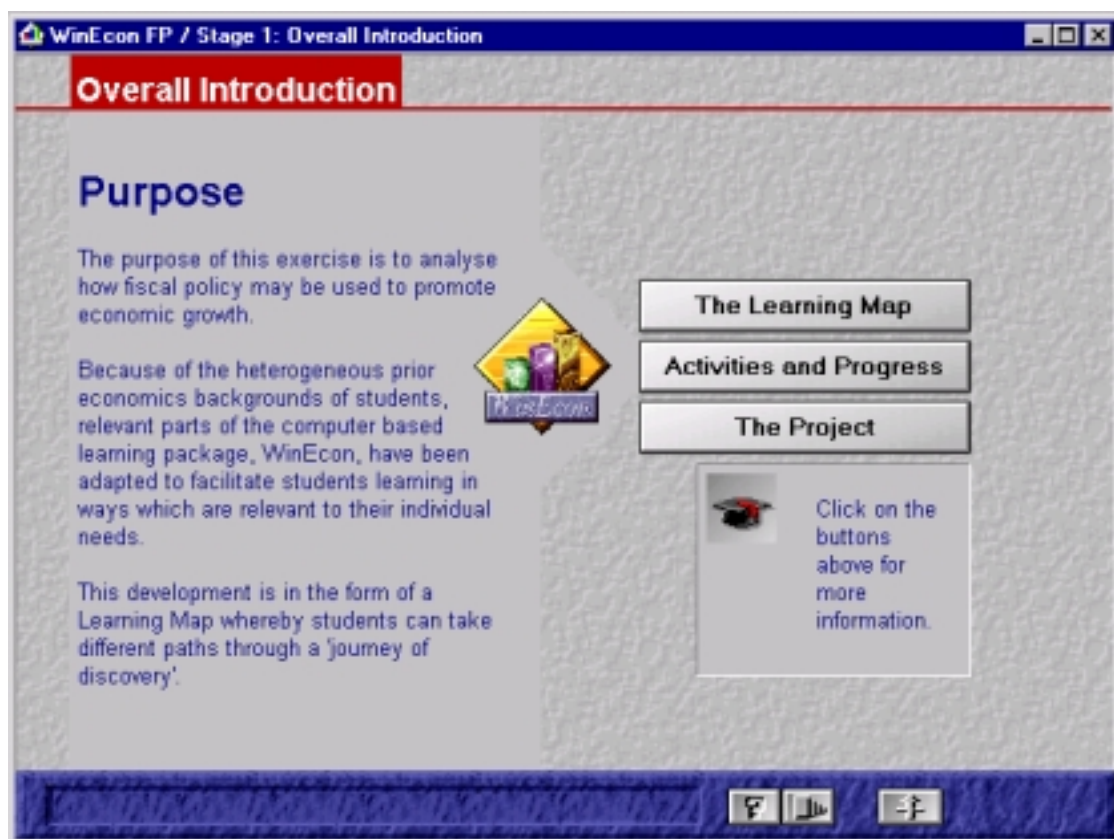 WinEcon FP / Stage 1: Overall Introduction
Overall Introduction
Purpose
The purpose of this exercise is to analyse
how fiscal policy may be used to promote
economic growth.
Because of the heterogeneous prior
economics backgrounds of students,
relevant parts of the computer based
learning package, WinEcon, have been
adapted to facilitate students learning in
ways which are relevant to their individual
needs.
This development is in the form of a
Learning Map whereby students can take
different paths through a 'journey of
discovery'.
WinEcon
The Learning Map
Activities and Progress
The Project
Click on the
buttons
above for
more
information.